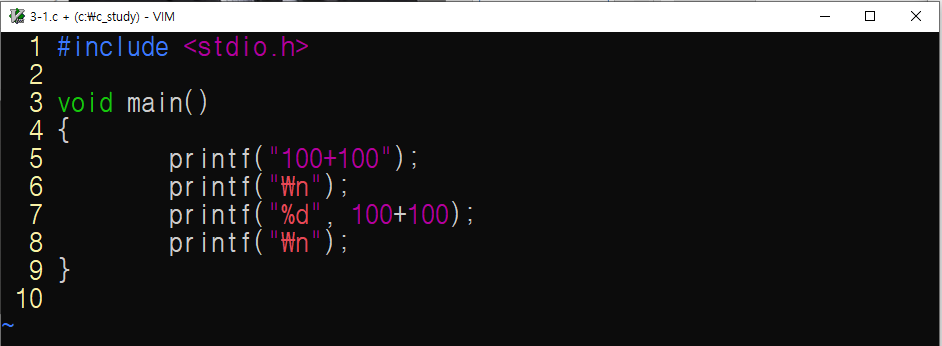 3-1.c + (c:₩c_study) - VIM
1 #include <stdio.h>
2
3 void main()
4 {
5         printf("100+100");
6         printf("₩n");
7         printf("%d", 100+100);
8         printf("₩n");
9 }
10
~